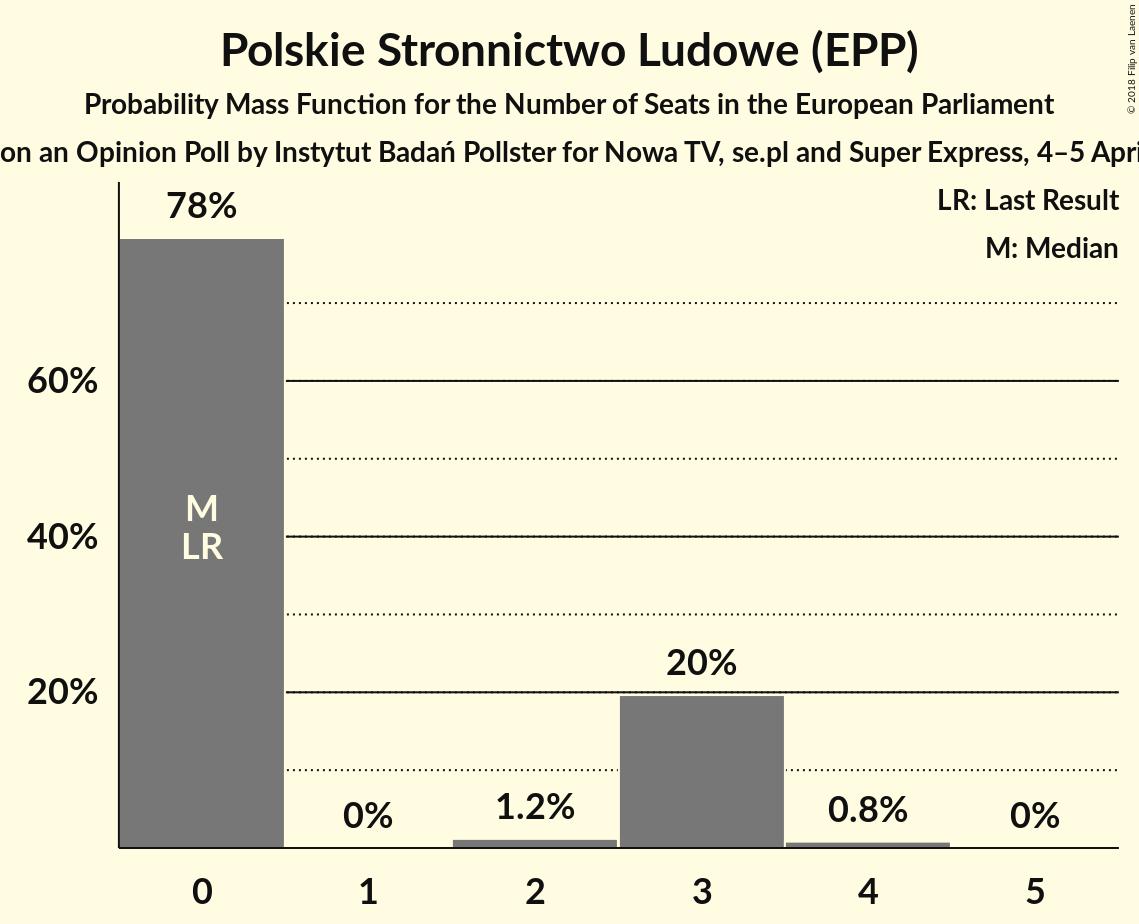 Polskie Stronnictwo Ludowe (EPP)
Probability Mass Function for the Number of Seats in the European Parliament
on an Opinion Poll by Instytut Badań Pollster for Nowa TV, se.pl and Super Express, 4–5 Apri
© 2018 Filip van Laenen
LR: Last Result
M: Median
78%
60%
40%
20%
M
LR
0%
1.2%
20%
0.8%
0%
0
1
2
3
4
5